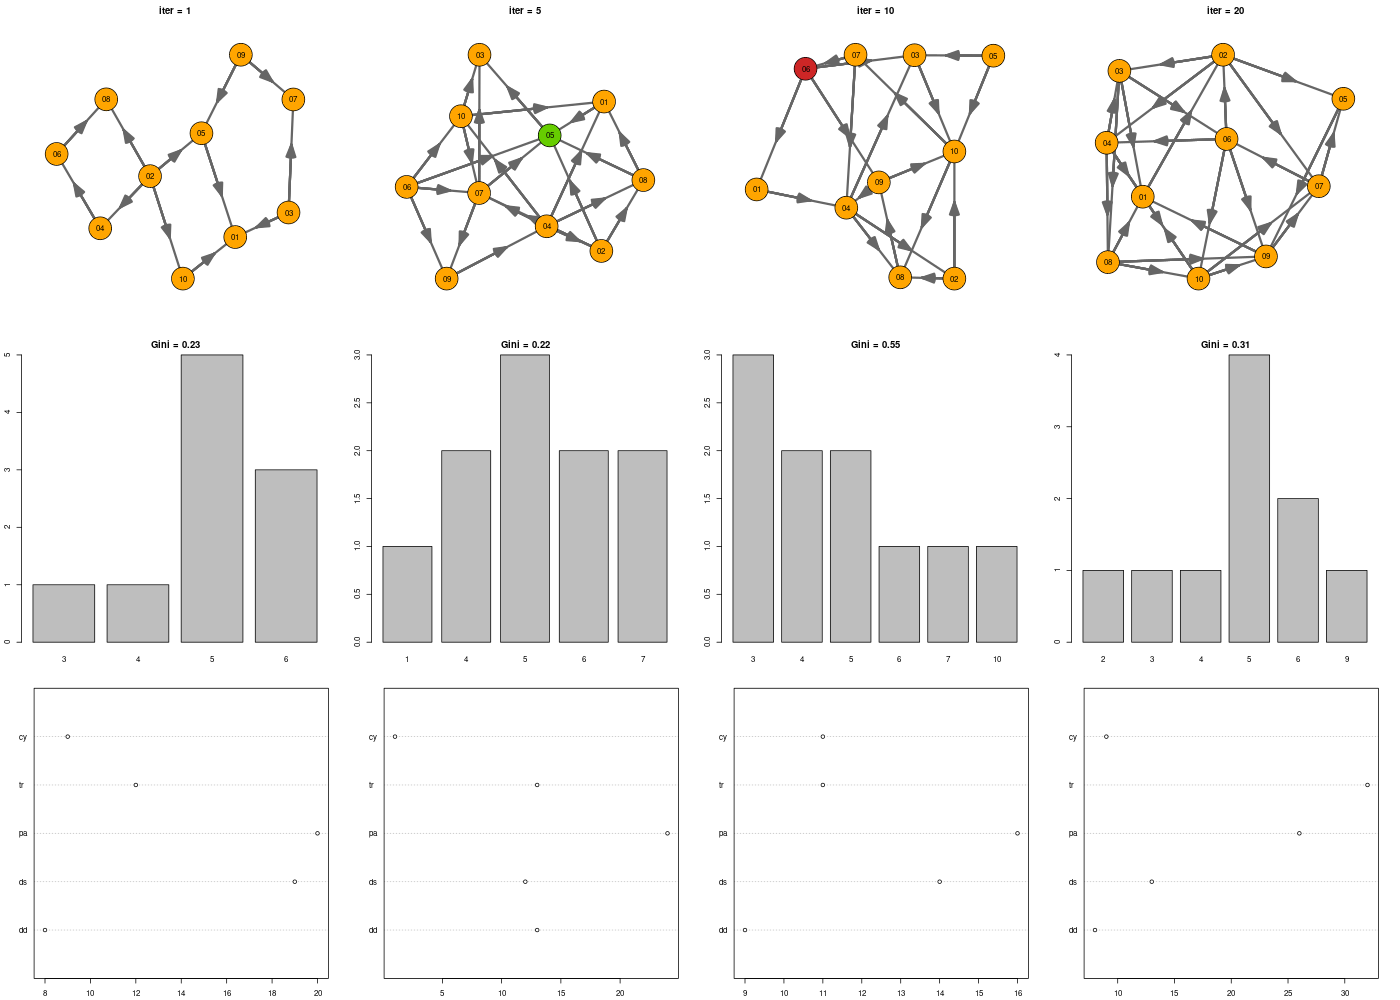 iter = 1
iter = 5
iter = 10
iter = 20
09
07
08
05
06
02
03
04
01
10
03
01
10
05
08
06
07
04
02
09
07
03
05
06
10
09
01
04
08
02
02
03
05
06
04
07
01
09
08
10
Gini = 0.23
Gini = 0.22
Gini = 0.55
Gini = 0.31
5
4
3
2
1
0
3 4 5 6
3.0
2.5
2.0
1.5
1.0
0.5
0.0
1 4 5 6 7
3.0
2.5
2.0
1.5
1.0
0.5
0.0
3 4 5 6 7 10
4
3
2
1
0
2 3 4 5 6 9
cy
tr
pa
ds
dd
8 10 12 14 16 18 20
cy
tr
pa
ds
dd
5 10 15 20
cy
tr
pa
ds
dd
9 10 11 12 13 14 15 16
cy
tr
pa
ds
dd
10 15 20 25 30